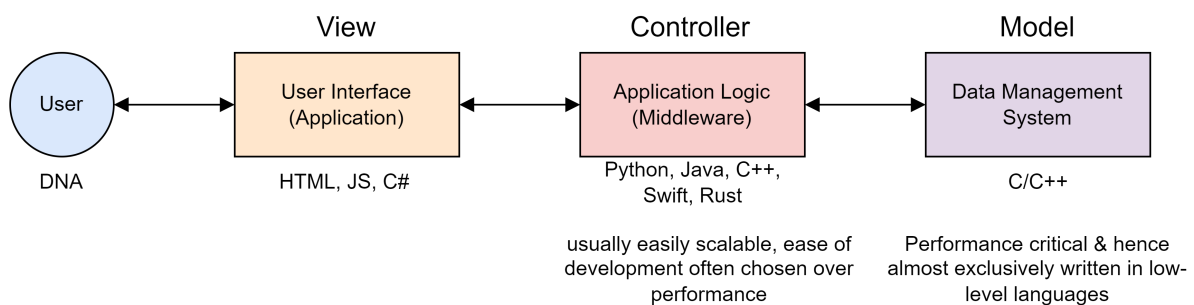 View
Controller
Model
User
User Interface
(Application)
Application Logic
(Middleware)
Data Management
System
DNA
HTML, JS, C#
Python, Java, C++,
Swift, Rust
C/C++
usually easily scalable, ease of
development often chosen over
performance
Performance critical & hence
almost exclusively written in low-
level languages